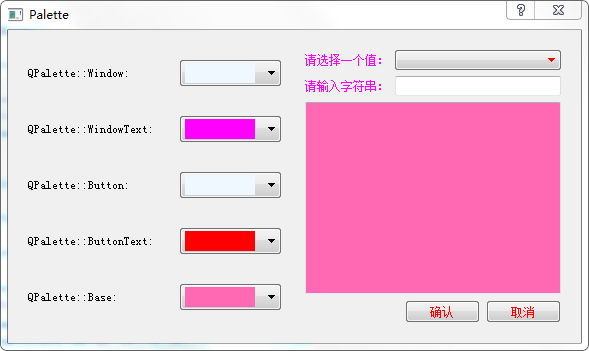 Palette
QPalette::Window:
QPalette::WindowText:
QPalette::Button:
QPalette::ButtonText:
QPalette::Base:
请选择一个值：
请输入字符串：
确认 取消